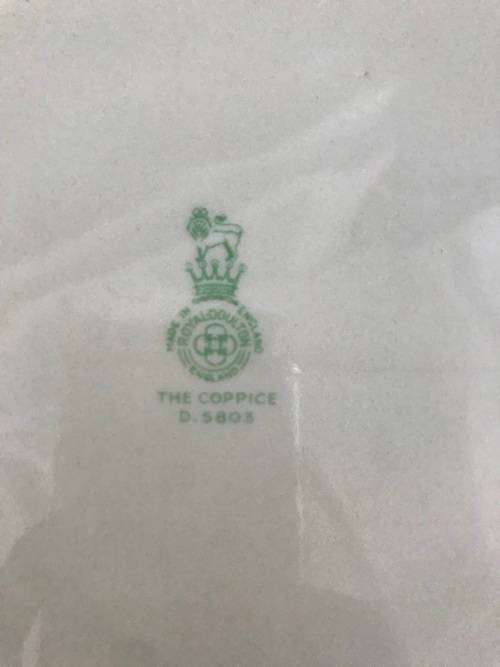 MADE IN ENGLAND
ROYAL DOULTON
ENGLAND
THE COPPICE
D.5803